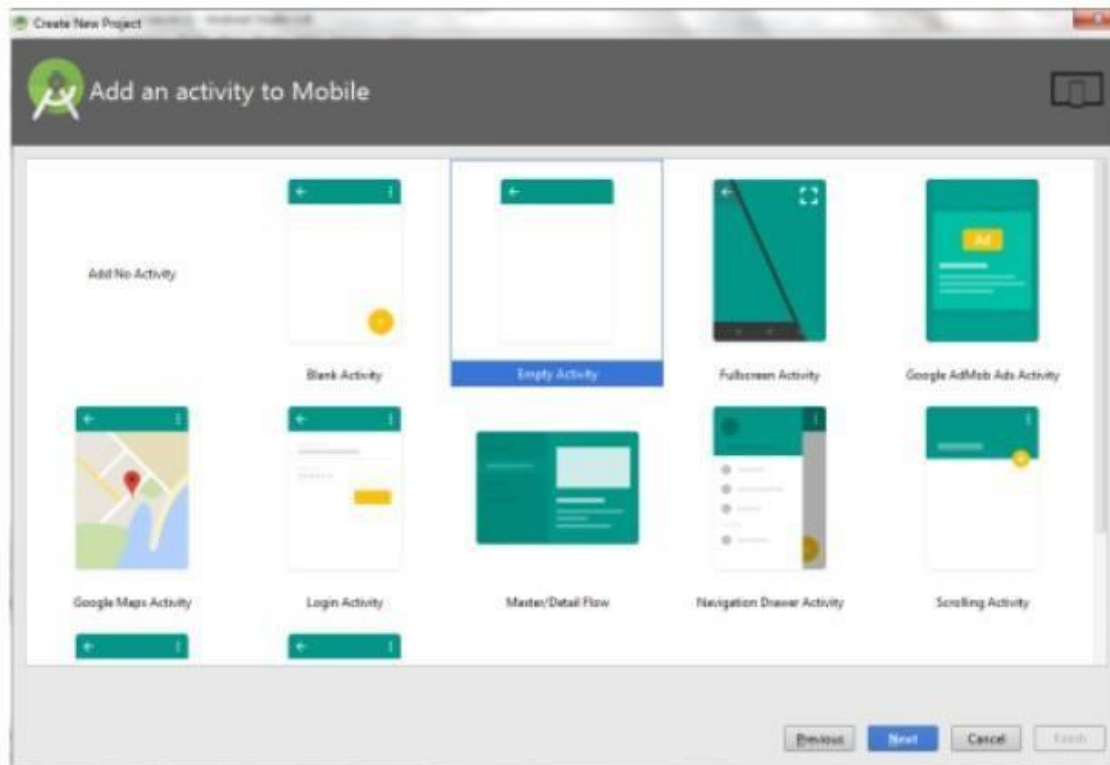 Create New Project
Add an activity to Mobile
Ad
Add No Activity
Blank Activity
Empty Activity
Fullscreen Activity
Google AdMob Ads Activity
Google Maps Activity
Login Activity
Master/Detail Flow
Navigation Drawer Activity
Scrolling Activity
Previous
Next
Cancel
Finish